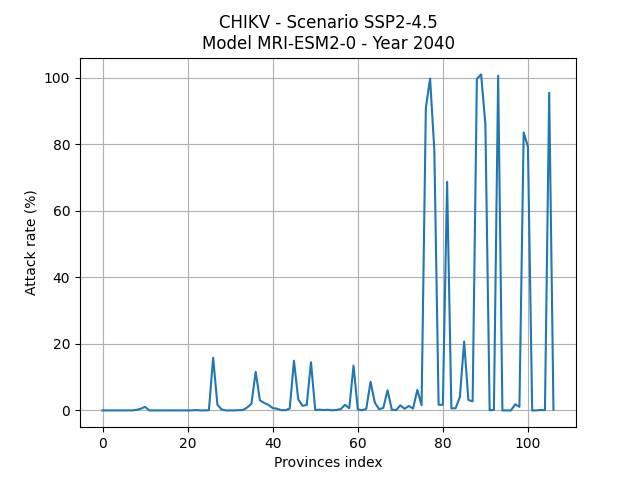 CHIKV - Scenario SSP2-4.5
Model MRI-ESM2-0 - Year 2040
Attack rate (%)
100
80
60
40
20
0
0 20 40 60 80 100
Provinces index